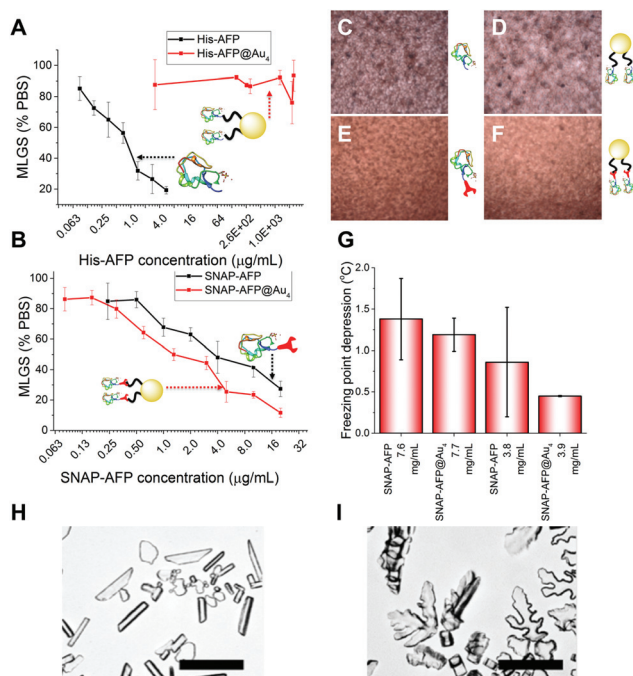 A
His-AFP
His-AFP@Au4
MLGS (% PBS)
100
80
60
40
20
0.063
0.25
1.0
4.0
16
64
2.6E+02
1.0E+03
His-AFP concentration (μg/mL)
B
SNAP-AFP
SNAP-AFP@Au4
MLGS (% PBS)
100
80
60
40
20
0
0.063
0.13
0.25
0.50
1.0
2.0
4.0
8.0
16
32
SNAP-AFP concentration (μg/mL)
C
D
E
F
G
Freezing point depression (°C)
2.0
1.5
1.0
0.5
0.0
SNAP-AFP
7.6
mg/mL
SNAP-AFP@Au4
7.7
mg/mL
SNAP-AFP
3.8
mg/mL
SNAP-AFP@Au4
3.9
mg/mL
H
I